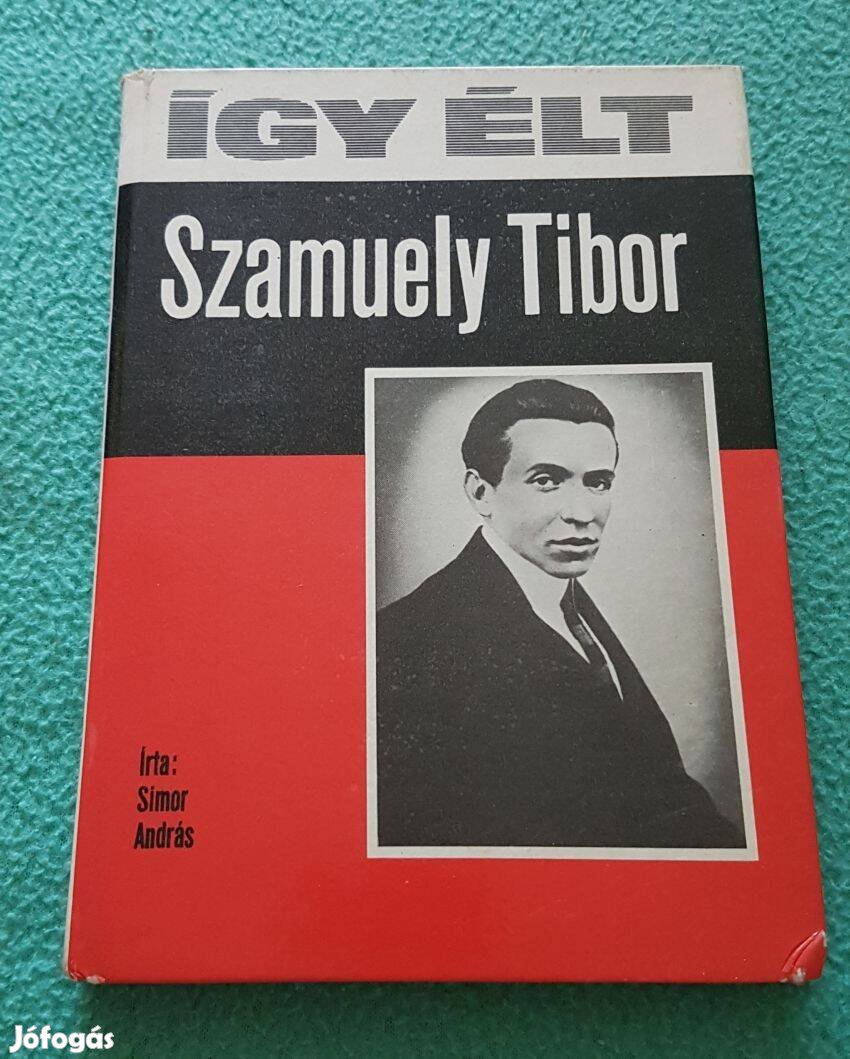 ÍGY ÉLT
Szamuely Tibor
Írta:
Simor
András
Jófogás